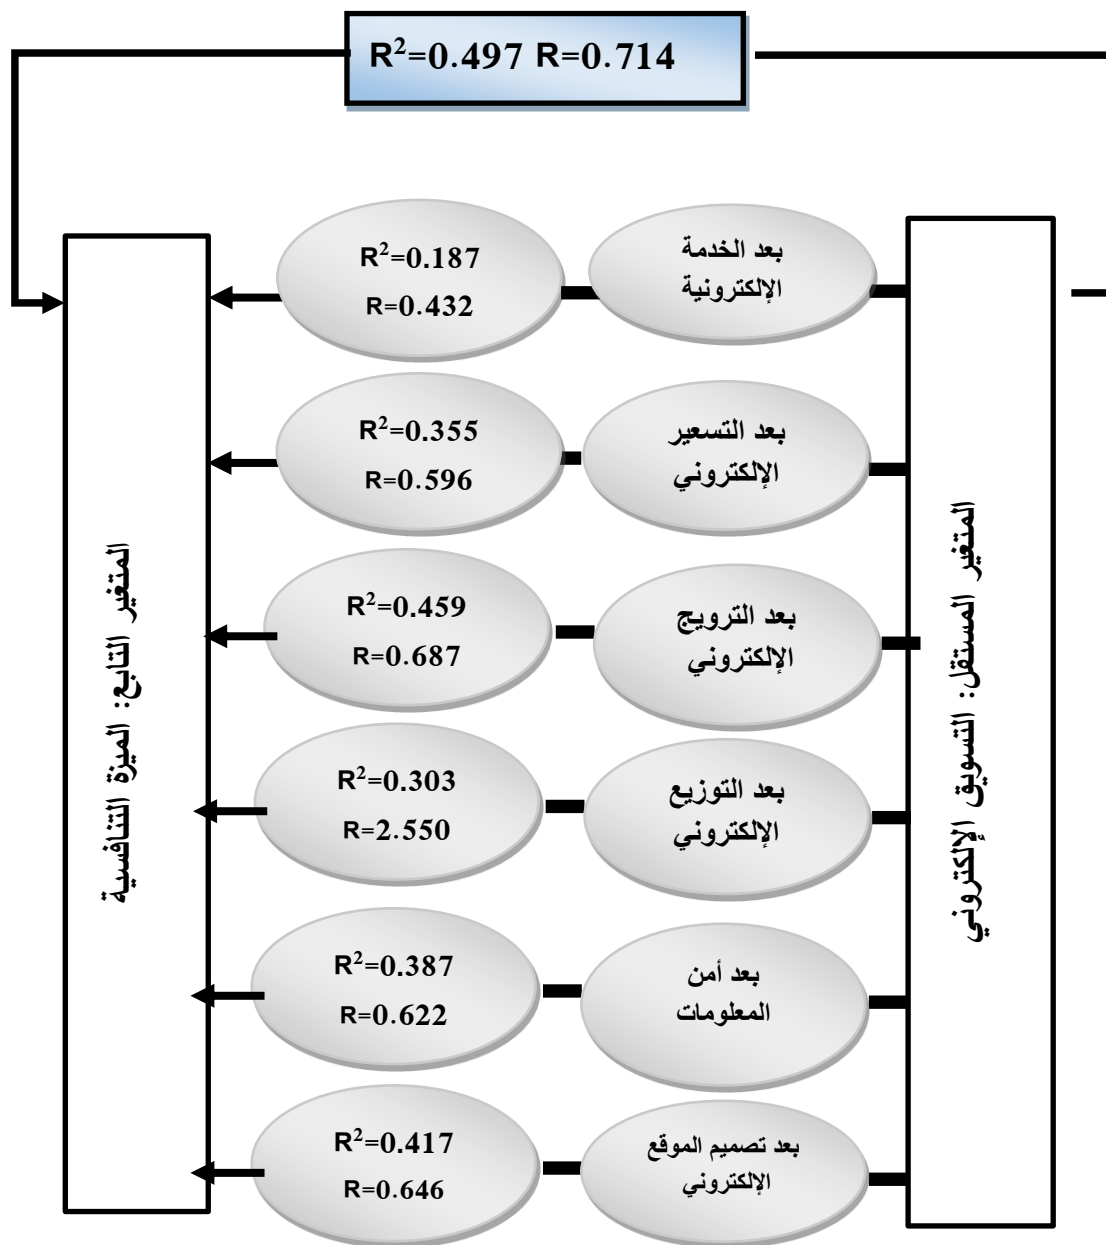 R²=0.497 R=0.714
المتغير المستقل: التسويق الإلكتروني
بعد الخدمة
الإلكترونية
R²=0.187
R=0.432
بعد التسعير
الإلكتروني
R²=0.355
R=0.596
بعد الترويج
الإلكتروني
R²=0.459
R=0.687
بعد التوزيع
الإلكتروني
R²=0.303
R=2.550
بعد أمن
المعلومات
R²=0.387
R=0.622
بعد تصميم الموقع
الإلكتروني
R²=0.417
R=0.646
المتغير التابع: الميزة التنافسية